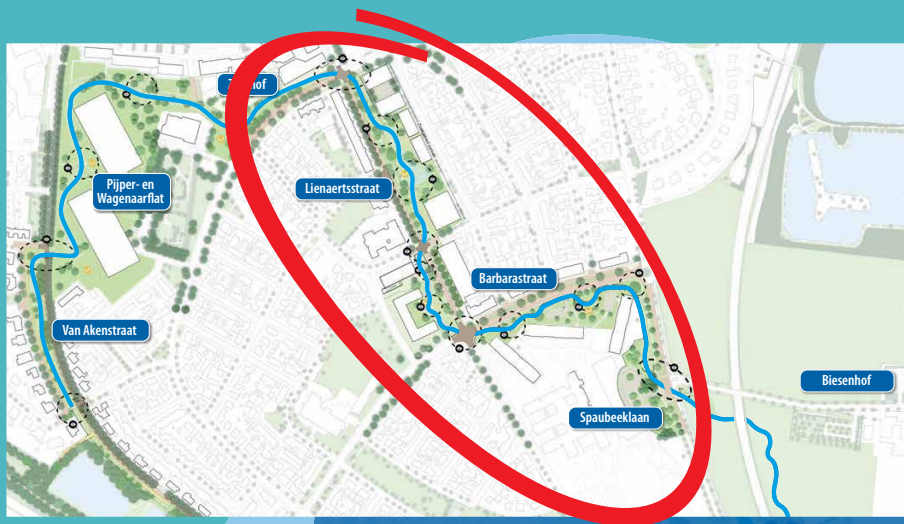 Lienaertsstraat
Pijper- en
Wagenaarflat
Barbarastraat
Van Akenstraat
Biesenhof
Spaubeeklaan